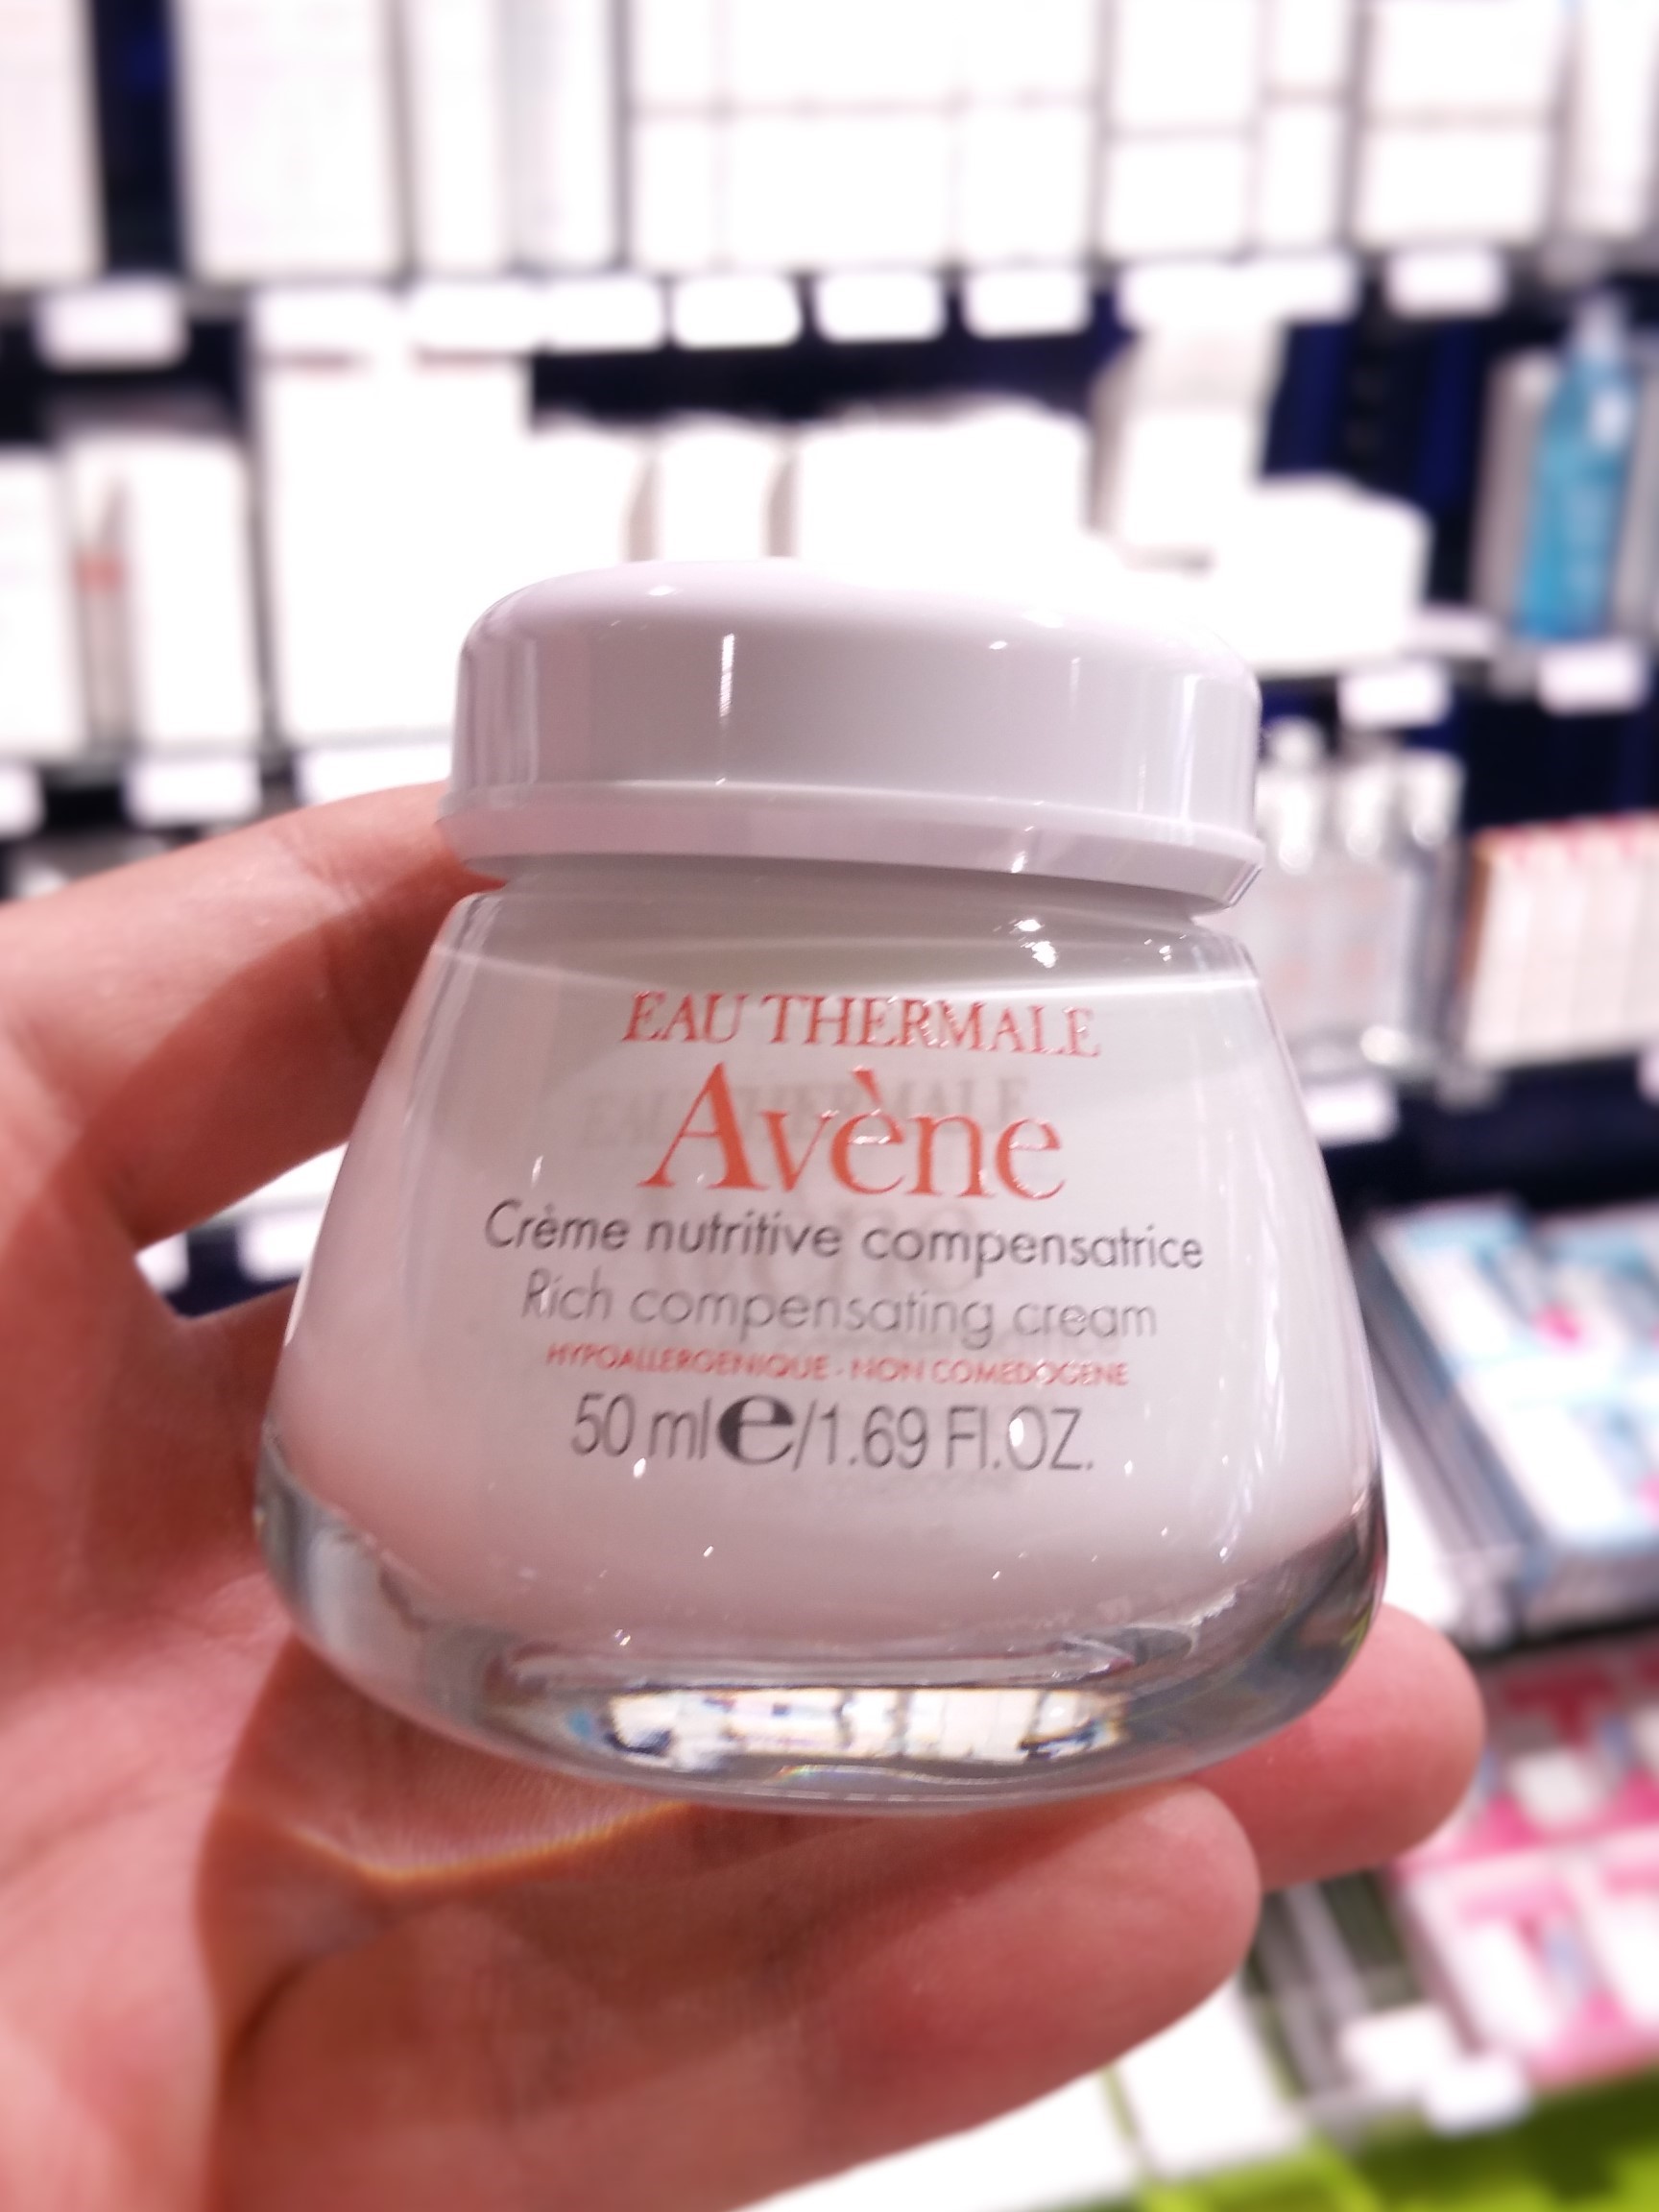 EAU THERMALE
Avène
Crème nutritive compensatrice
Rich compensating cream
HYPOALLERGENIQUE - NON COMEDOGENE
50 ml e/1.69 Fl.OZ.